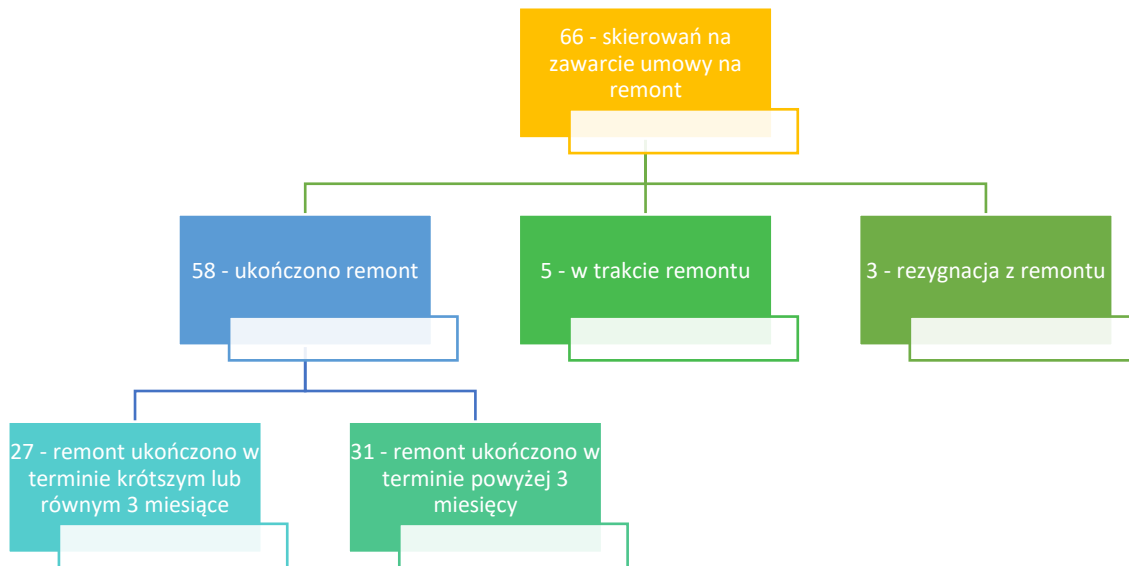 66 - skierowań na
zawarcie umowy na
remont
58 - ukończono remont
5 - w trakcie remontu
3 - rezygnacja z remontu
27 - remont ukończono w
terminie krótszym lub
równym 3 miesiące
31 - remont ukończono w
terminie powyżej 3
miesięcy